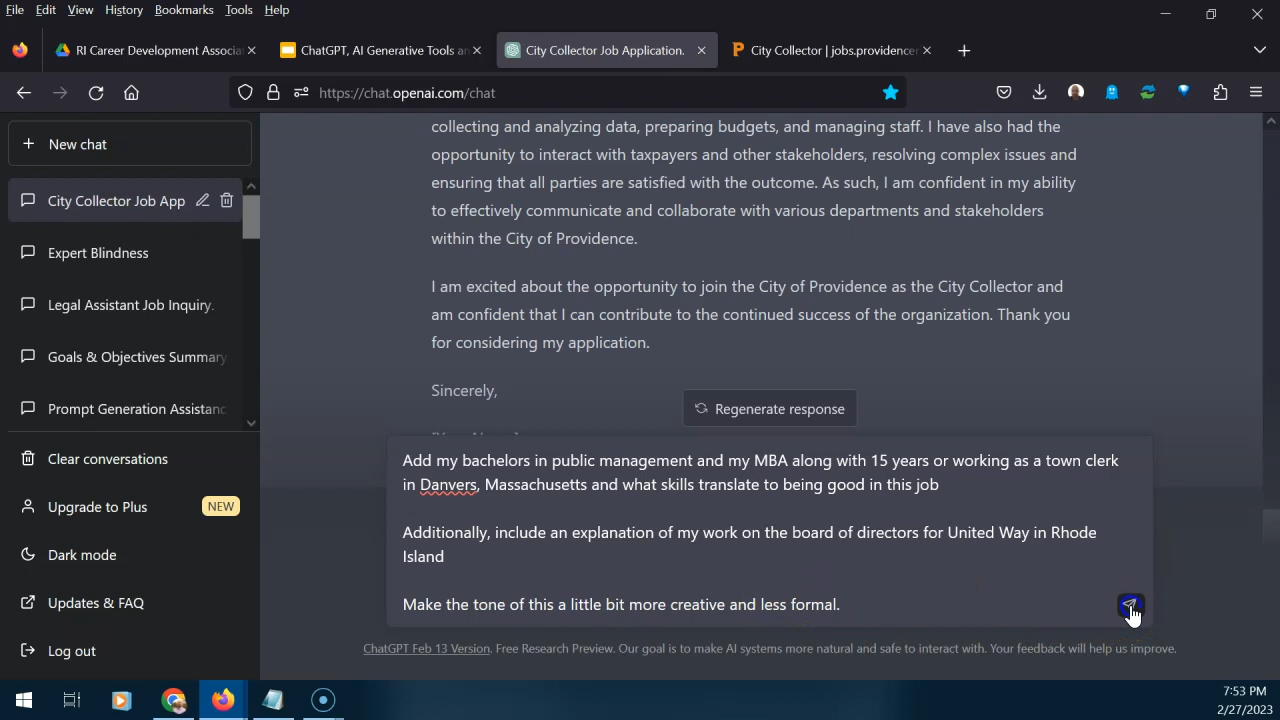 File Edit View History Bookmarks Tools Help
RI Career Development Associat
ChatGPT, AI Generative Tools an
City Collector Job Application.
City Collector | jobs.providencer
https://chat.openai.com/chat
New chat
City Collector Job App
Expert Blindness
Legal Assistant Job Inquiry.
Goals & Objectives Summary
Prompt Generation Assistanc
Clear conversations
Upgrade to Plus NEW
Dark mode
Updates & FAQ
Log out
collecting and analyzing data, preparing budgets, and managing staff. I have also had the
opportunity to interact with taxpayers and other stakeholders, resolving complex issues and
ensuring that all parties are satisfied with the outcome. As such, I am confident in my ability
to effectively communicate and collaborate with various departments and stakeholders
within the City of Providence.
I am excited about the opportunity to join the City of Providence as the City Collector and
am confident that I can contribute to the continued success of the organization. Thank you
for considering my application.
Sincerely,
Regenerate response
Add my bachelors in public management and my MBA along with 15 years or working as a town clerk
in Danvers, Massachusetts and what skills translate to being good in this job
Additionally, include an explanation of my work on the board of directors for United Way in Rhode
Island
Make the tone of this a little bit more creative and less formal.
ChatGPT Feb 13 Version. Free Research Preview. Our goal is to make AI systems more natural and safe to interact with. Your feedback will help us improve.
7:53 PM
2/27/2023